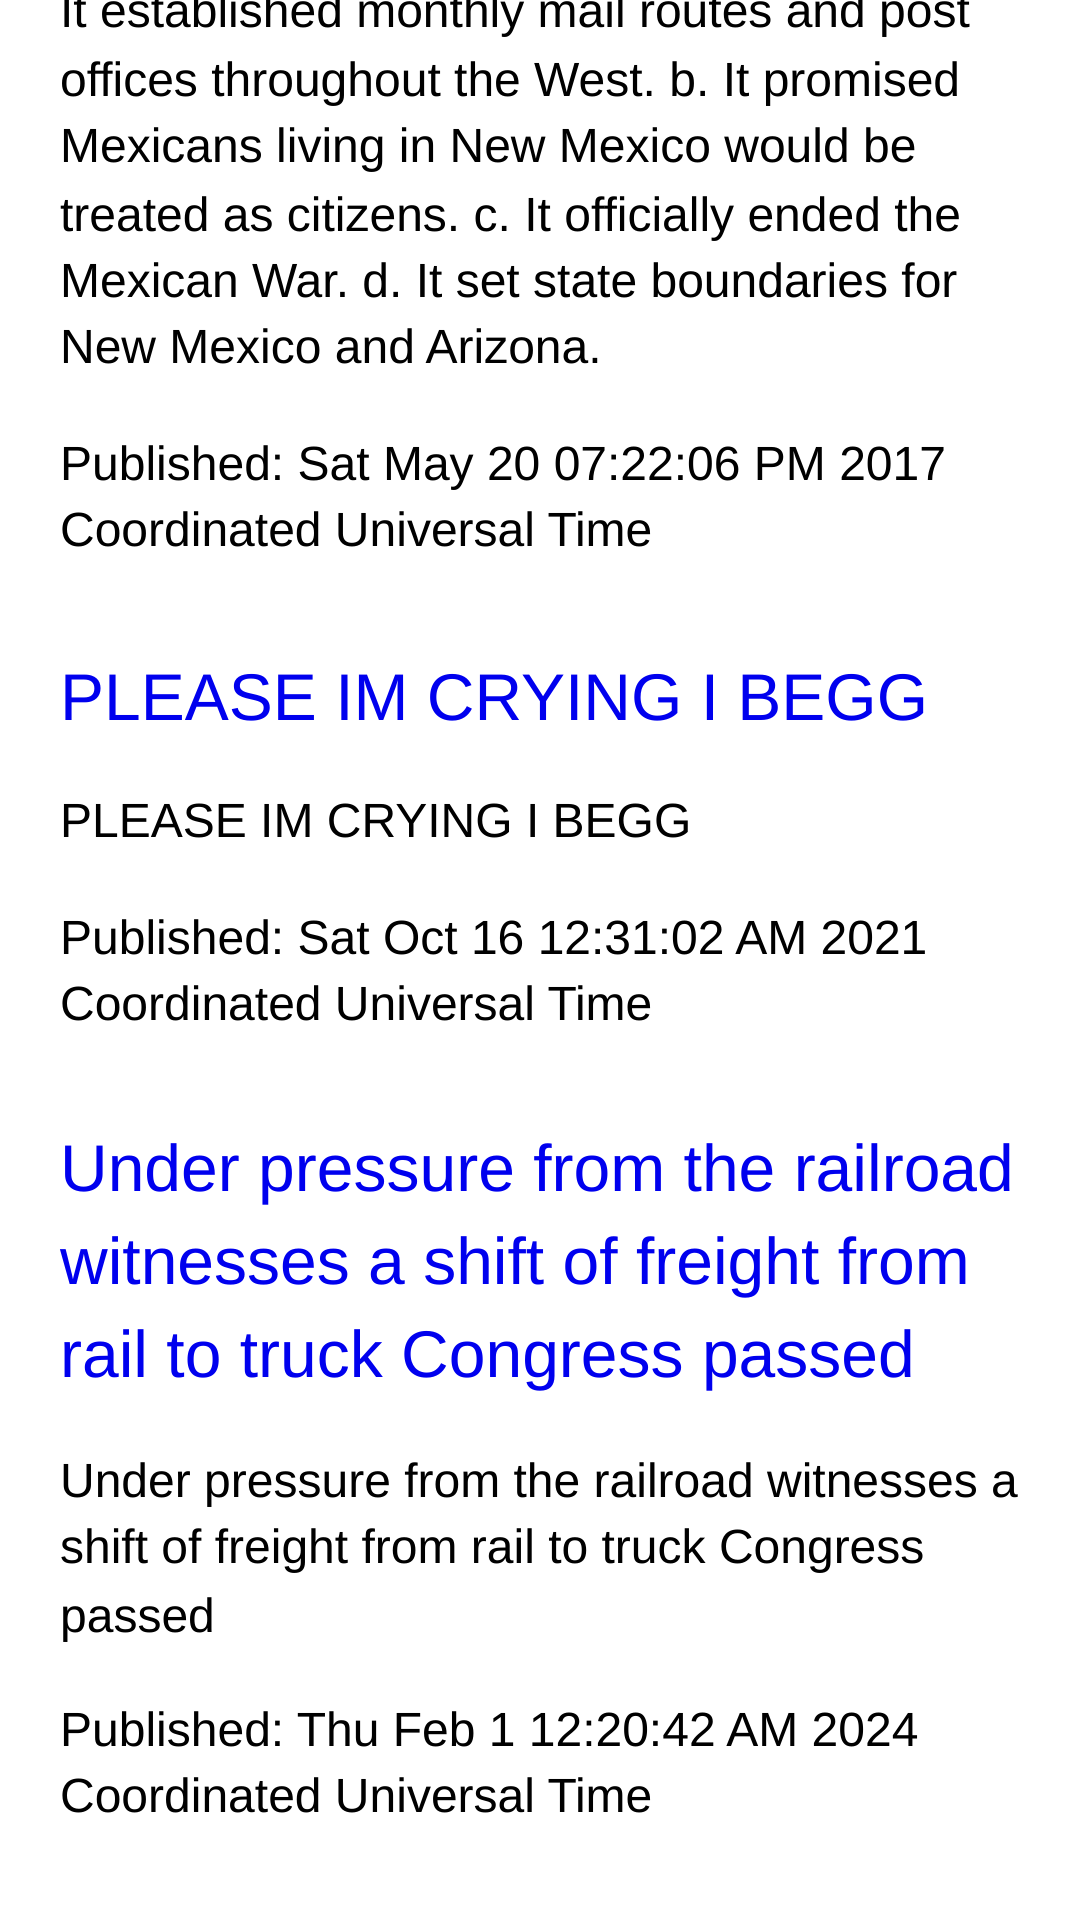 It established monthly mail routes and post
offices throughout the West. b. It promised
Mexicans living in New Mexico would be
treated as citizens. c. It officially ended the
Mexican War. d. It set state boundaries for
New Mexico and Arizona.
Published: Sat May 20 07:22:06 PM 2017
Coordinated Universal Time
PLEASE IM CRYING I BEGG
PLEASE IM CRYING I BEGG
Published: Sat Oct 16 12:31:02 AM 2021
Coordinated Universal Time
Under pressure from the railroad
witnesses a shift of freight from
rail to truck Congress passed
Under pressure from the railroad witnesses a
shift of freight from rail to truck Congress
passed
Published: Thu Feb 1 12:20:42 AM 2024
Coordinated Universal Time